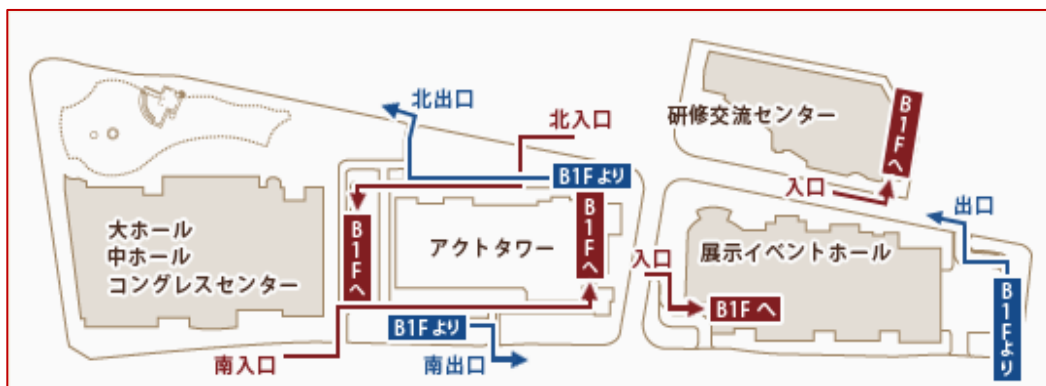 北出口
北入口
B1Fより
B1Fへ
大ホール
中ホール
コングレスセンター
アクトタワー
B1Fへ
B1Fより
南入口
南出口
研修交流センター
B1Fへ
入口
出口
入口
展示イベントホール
B1Fへ
B1Fより